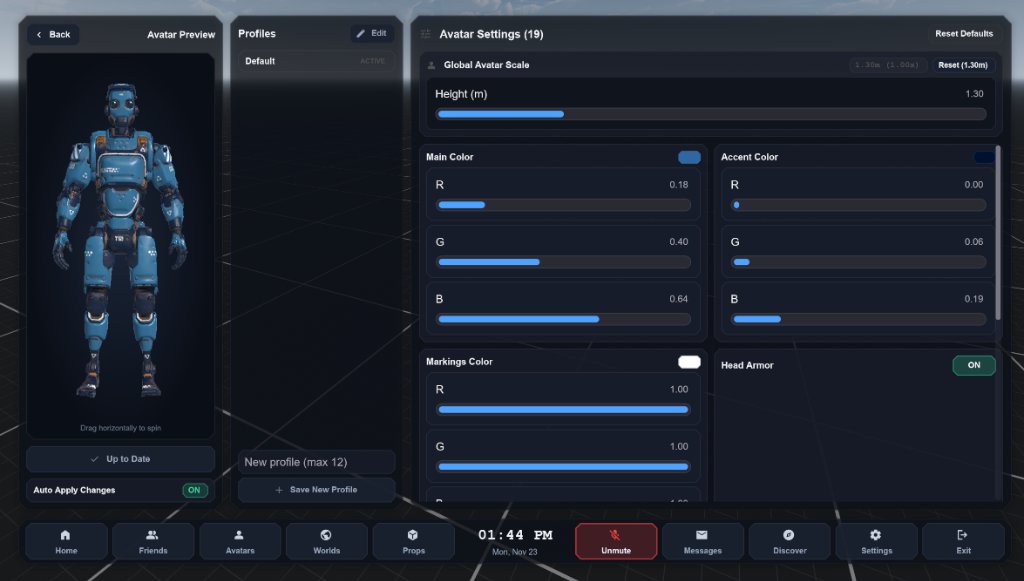 Back
Avatar Preview
Drag horizontally to spin
Up to Date
Auto Apply Changes
ON
Profiles
Edit
Default
ACTIVE
New profile (max 12)
Save New Profile
Avatar Settings (19)
Reset Defaults
Global Avatar Scale
1.30m (1.00x)
Reset (1.30m)
Height (m)
1.30
Main Color
R
0.18
G
0.40
B
0.64
Accent Color
R
0.00
G
0.06
B
0.19
Markings Color
R
1.00
G
1.00
Head Armor
ON
Home
Friends
Avatars
Worlds
Props
01:44 PM
Mon, Nov 23
Unmute
Messages
Discover
Settings
Exit